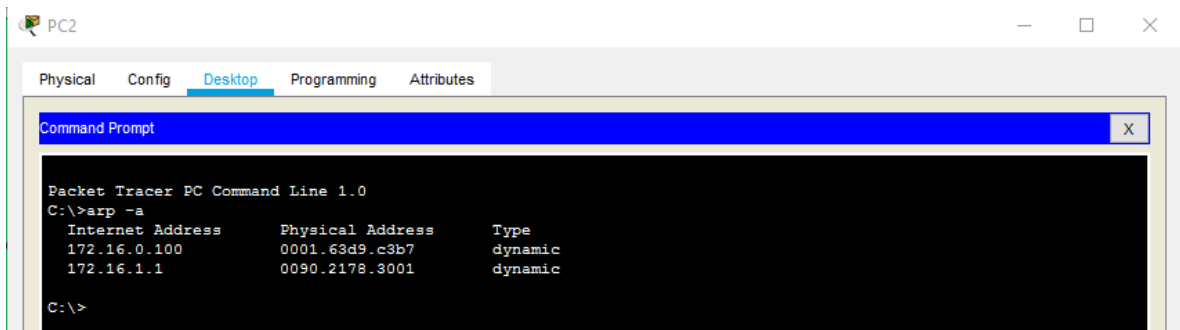 PC2
Physical Config Desktop Programming Attributes
Command Prompt
X
Packet Tracer PC Command Line 1.0
C:\>arp -a
Internet Address Physical Address Type
172.16.0.100 0001.63d9.c3b7 dynamic
172.16.1.1 0090.2178.3001 dynamic
C:\>